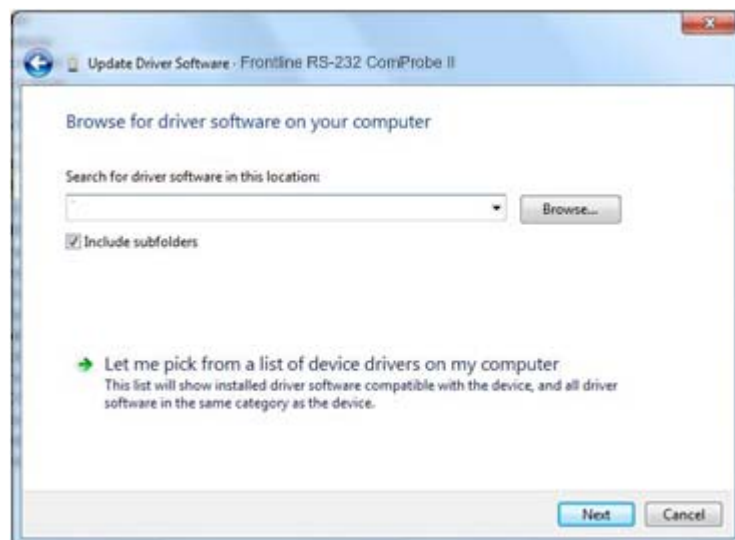 Update Driver Software - Frontline RS-232 ComProbe II
Browse for driver software on your computer
Search for driver software in this location:
Browse...
Include subfolders
Let me pick from a list of device drivers on my computer
This list will show installed driver software compatible with the device, and all driver
software in the same category as the device.
Next
Cancel